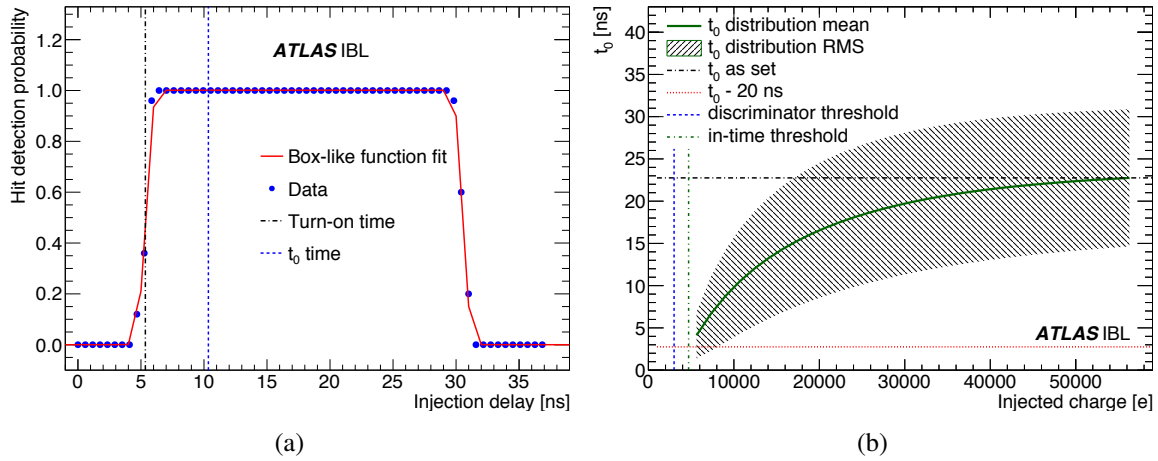 Hit detection probability
1.2
1.0
0.8
0.6
0.4
0.2
0.0
ATLAS IBL
Box-like function fit
Data
Turn-on time
t₀ time
0 5 10 15 20 25 30 35
Injection delay [ns]
(a)
t₀ [ns]
40
35
30
25
20
15
10
5
0
t₀ distribution mean
t₀ distribution RMS
t₀ as set
t₀ - 20 ns
discriminator threshold
in-time threshold
ATLAS IBL
0 10000 20000 30000 40000 50000
Injected charge [e]
(b)